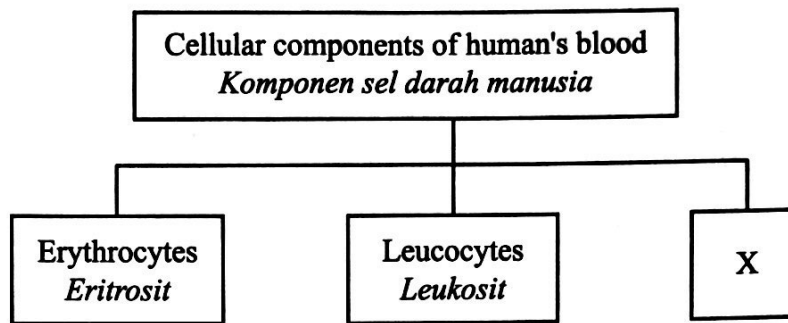 Cellular components of human's blood
Komponen sel darah manusia
Erythrocytes
Eritrosit
Leucocytes
Leukosit
X